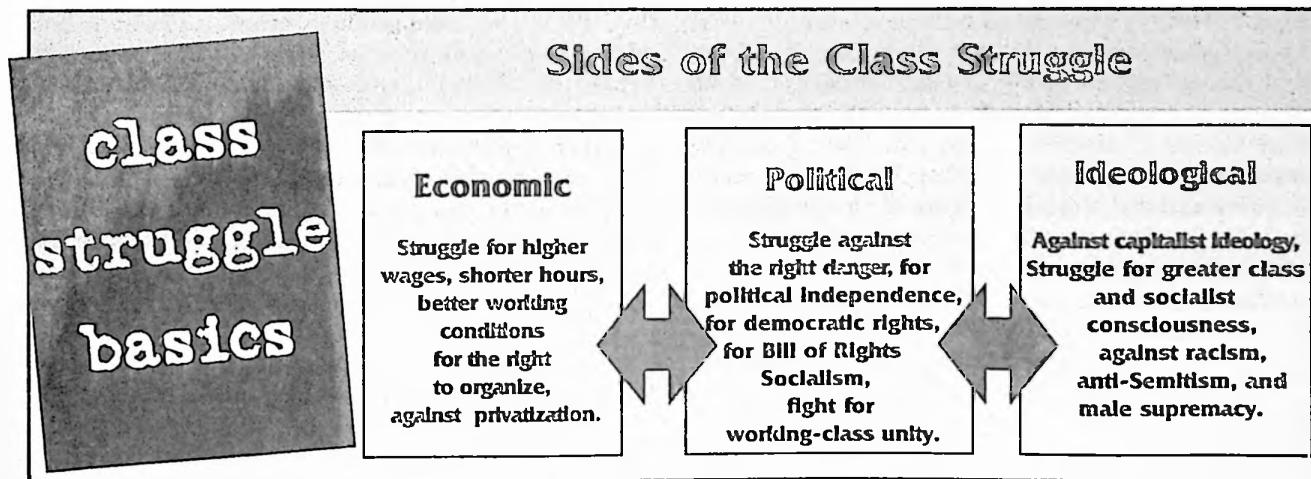 class
struggle
basics
Sides of the Class Struggle
Economic
Struggle for higher
wages, shorter hours,
better working
conditions
for the right
to organize,
against privatization.
Political
Struggle against
the right danger, for
political independence,
for democratic rights,
for Bill of Rights
Socialism,
fight for
working-class unity.
Ideological
Against capitalist ideology,
Struggle for greater class
and socialist
consciousness,
against racism,
anti-Semitism, and
male supremacy.